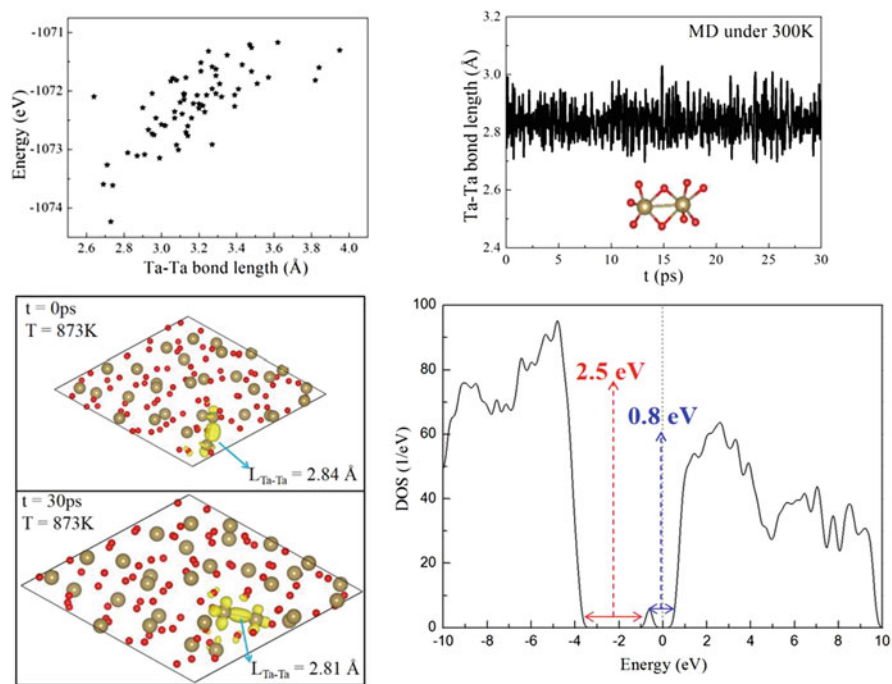 -1071
-1072
-1073
-1074
Energy (eV)
2.6 2.8 3.0 3.2 3.4 3.6 3.8 4.0
Ta-Ta bond length (Å)
MD under 300K
3.2
3.0
2.8
2.6
2.4
Ta-Ta bond length (Å)
0 5 10 15 20 25 30
t (ps)
t = 0ps
T = 873K
L Ta-Ta = 2.84 Å
t = 30ps
T = 873K
L Ta-Ta = 2.81 Å
100
80
60
40
20
0
DOS (1/eV)
2.5 eV
0.8 eV
-10 -8 -6 -4 -2 0 2 4 6 8 10
Energy (eV)